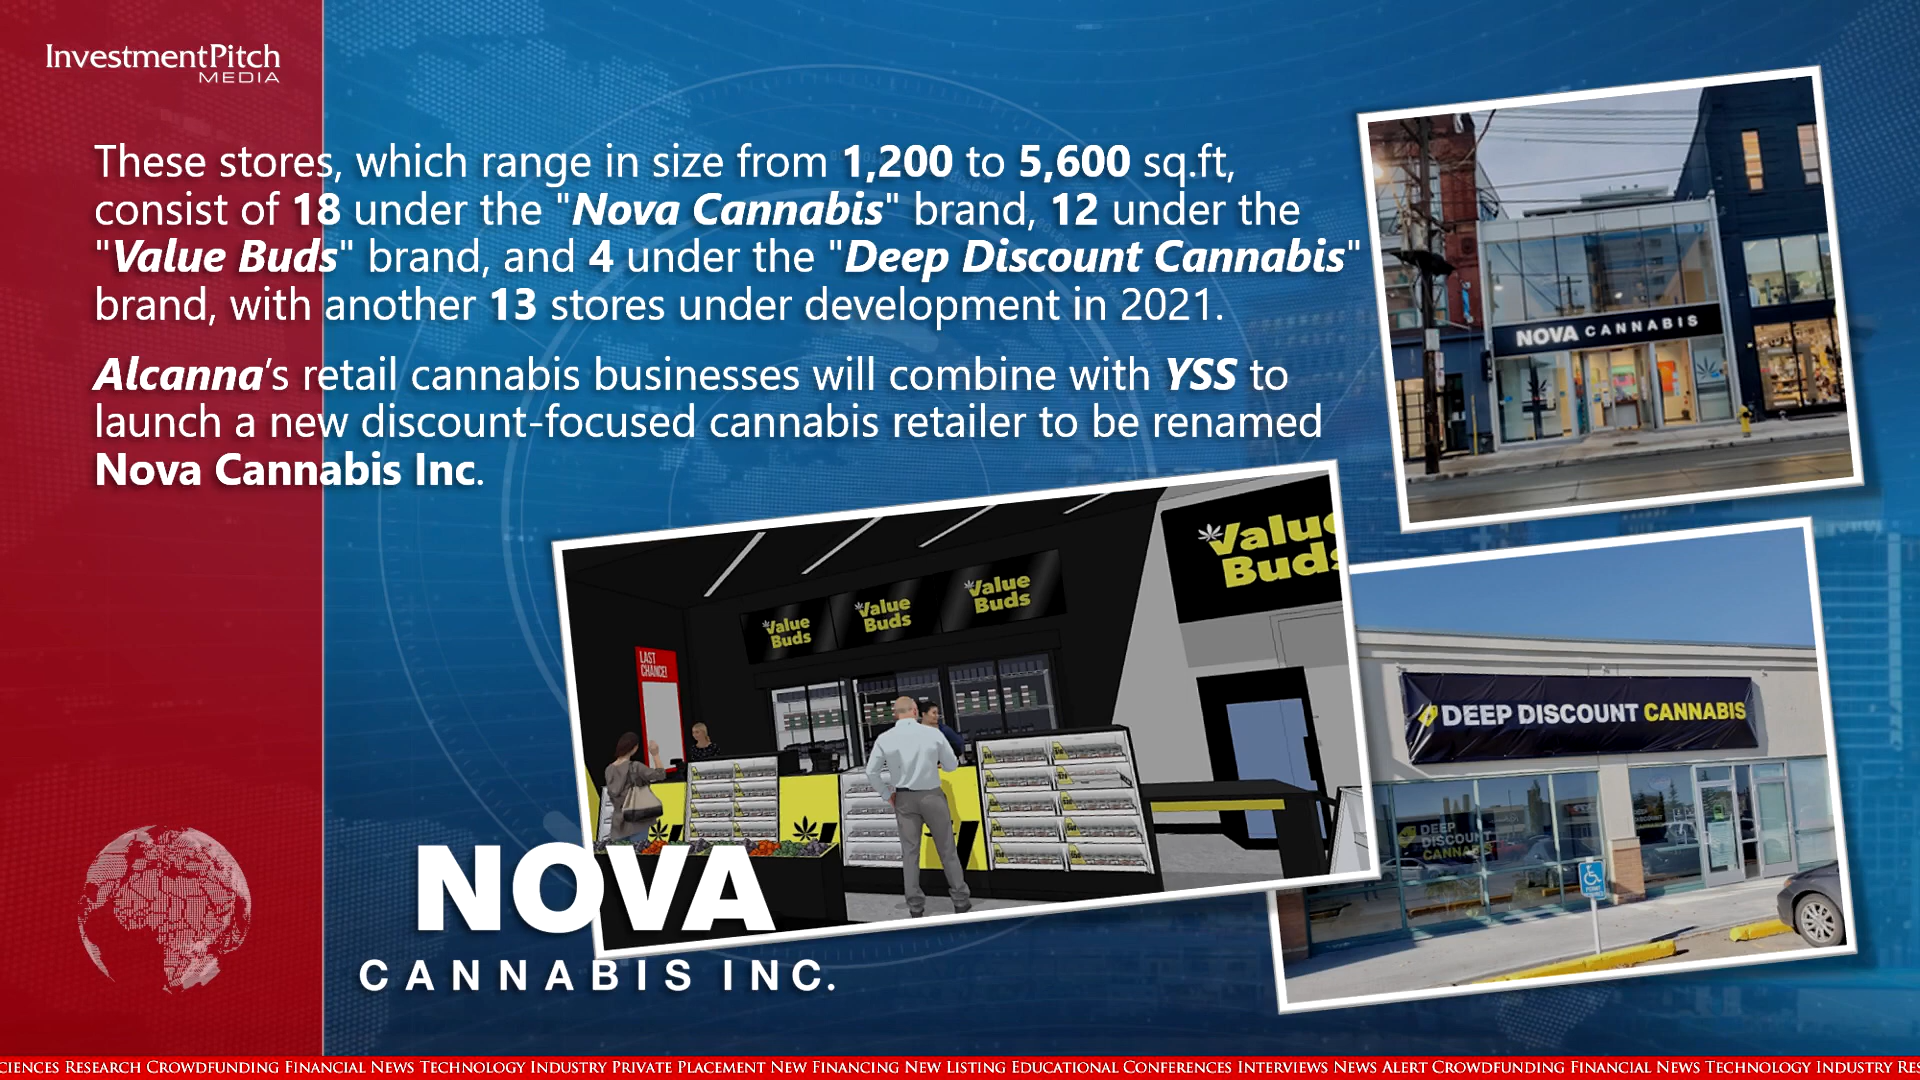 InvestmentPitch
MEDIA
These stores, which range in size from 1,200 to 5,600 sq.ft,
consist of 18 under the "Nova Cannabis" brand, 12 under the
"Value Buds" brand, and 4 under the "Deep Discount Cannabis"
brand, with another 13 stores under development in 2021.
Alcanna’s retail cannabis businesses will combine with YSS to
launch a new discount-focused cannabis retailer to be renamed
Nova Cannabis Inc.
NOVA CANNABIS
Value
Buds
Value
Buds
Value
Buds
Value
Buds
LAST
CHANCE!
DEEP DISCOUNT CANNABIS
DEEP
DISCOUNT
CANNABIS
NOVA
CANNABIS INC.
CIENCES RESEARCH CROWDFUNDING FINANCIAL NEWS TECHNOLOGY INDUSTRY PRIVATE PLACEMENT NEW FINANCING NEW LISTING EDUCATIONAL CONFERENCES INTERVIEWS NEWS ALERT CROWDFUNDING FINANCIAL NEWS TECHNOLOGY INDUSTRY RES